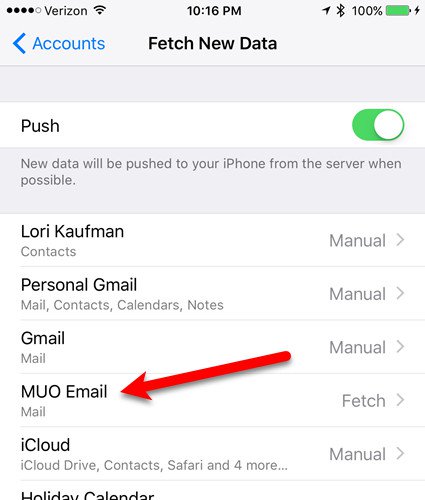 Verizon 10:16 PM 100%
Accounts Fetch New Data
Push
New data will be pushed to your iPhone from the server when
possible.
Lori Kaufman Manual
Contacts
Personal Gmail Manual
Mail, Contacts, Calendars, Notes
Gmail Manual
Mail
MUO Email Fetch
Mail
iCloud Manual
iCloud Drive, Contacts, Safari and 4 more...
Holiday Calendar